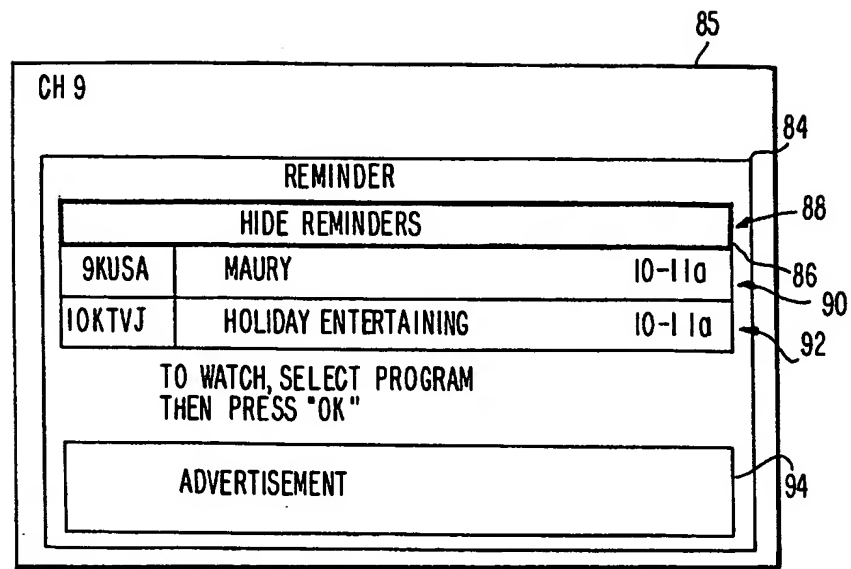 85
CH 9
84
REMINDER
HIDE REMINDERS
88
86
9KUSA MAURY 10-11a
90
10KTVJ HOLIDAY ENTERTAINING 10-11a
92
TO WATCH, SELECT PROGRAM
THEN PRESS "OK"
ADVERTISEMENT
94